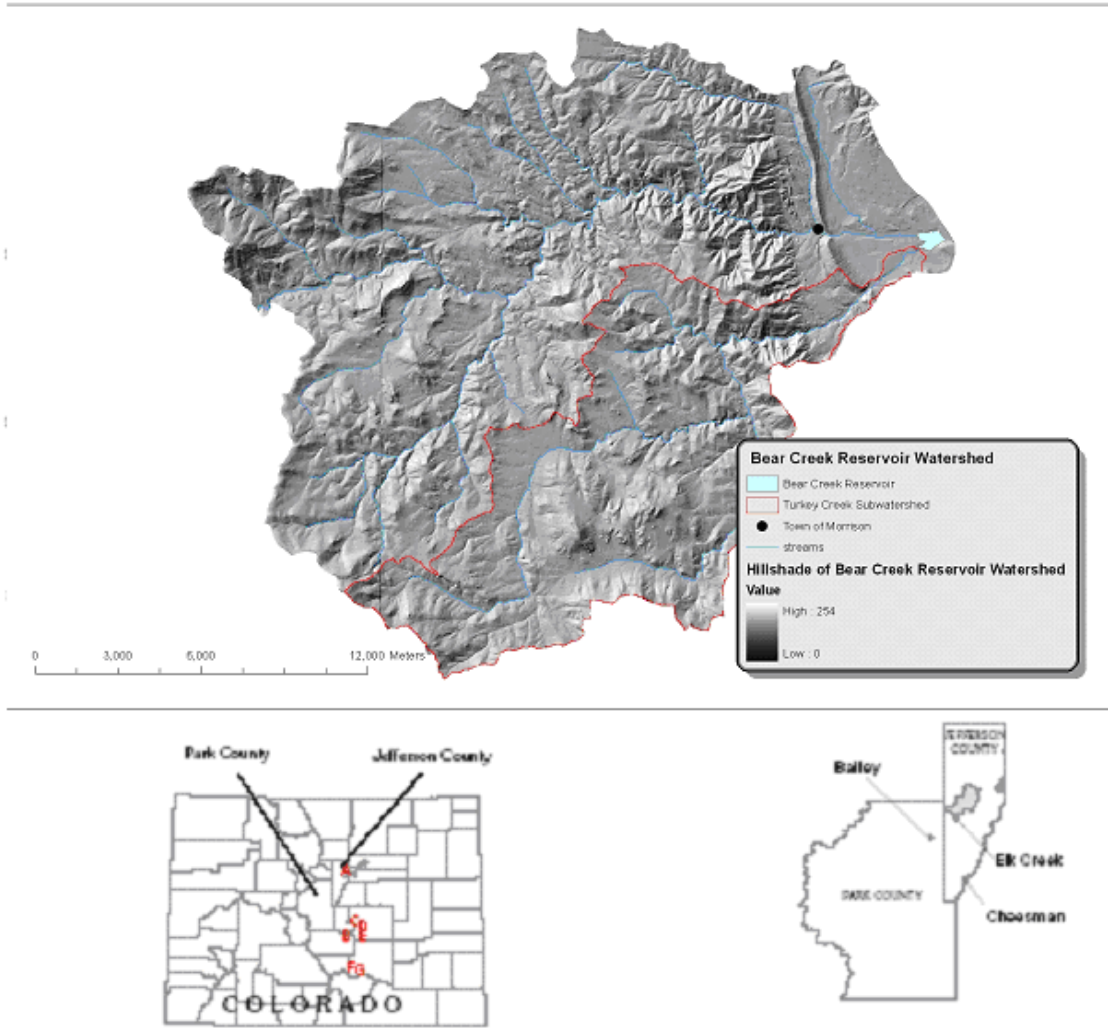 Bear Creek Reservoir Watershed
Bear Creek Reservoir
Turkey Creek Subwatershed
Town of Morrison
streams
Hillshade of Bear Creek Reservoir Watershed
Value
High : 254
Low : 0
0 3,000 6,000 12,000 Meters
Park County
Jefferson County
A
C D
B E
F G
COLORADO
JEFFERSON
COUNTY
Bailey
Elk Creek
PARK COUNTY
Cheesman